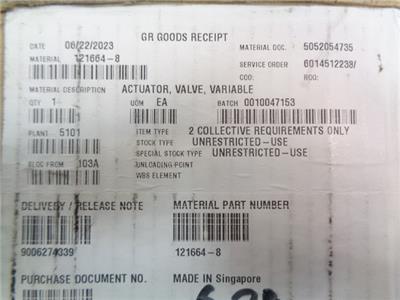 GR GOODS RECEIPT
DATE 06/22/2023 MATERIAL DOC. 5052054735
MATERIAL 121664-8 SERVICE ORDER 6014512238/
COD: ROQ:
MATERIAL DESCRIPTION ACTUATOR, VALVE, VARIABLE
QTY 1 UOM EA BATCH 0010047153
PLANT 5101 ITEM TYPE 2 COLLECTIVE REQUIREMENTS ONLY
STOCK TYPE UNRESTRICTED-USE
SPECIAL STOCK TYPE UNRESTRICTED-USE
SLOC FROM 103A UNLOADING POINT
WBS ELEMENT
DELIVERY / RELEASE NOTE MATERIAL PART NUMBER
9006274339 121664-8
PURCHASE DOCUMENT NO. MADE IN Singapore